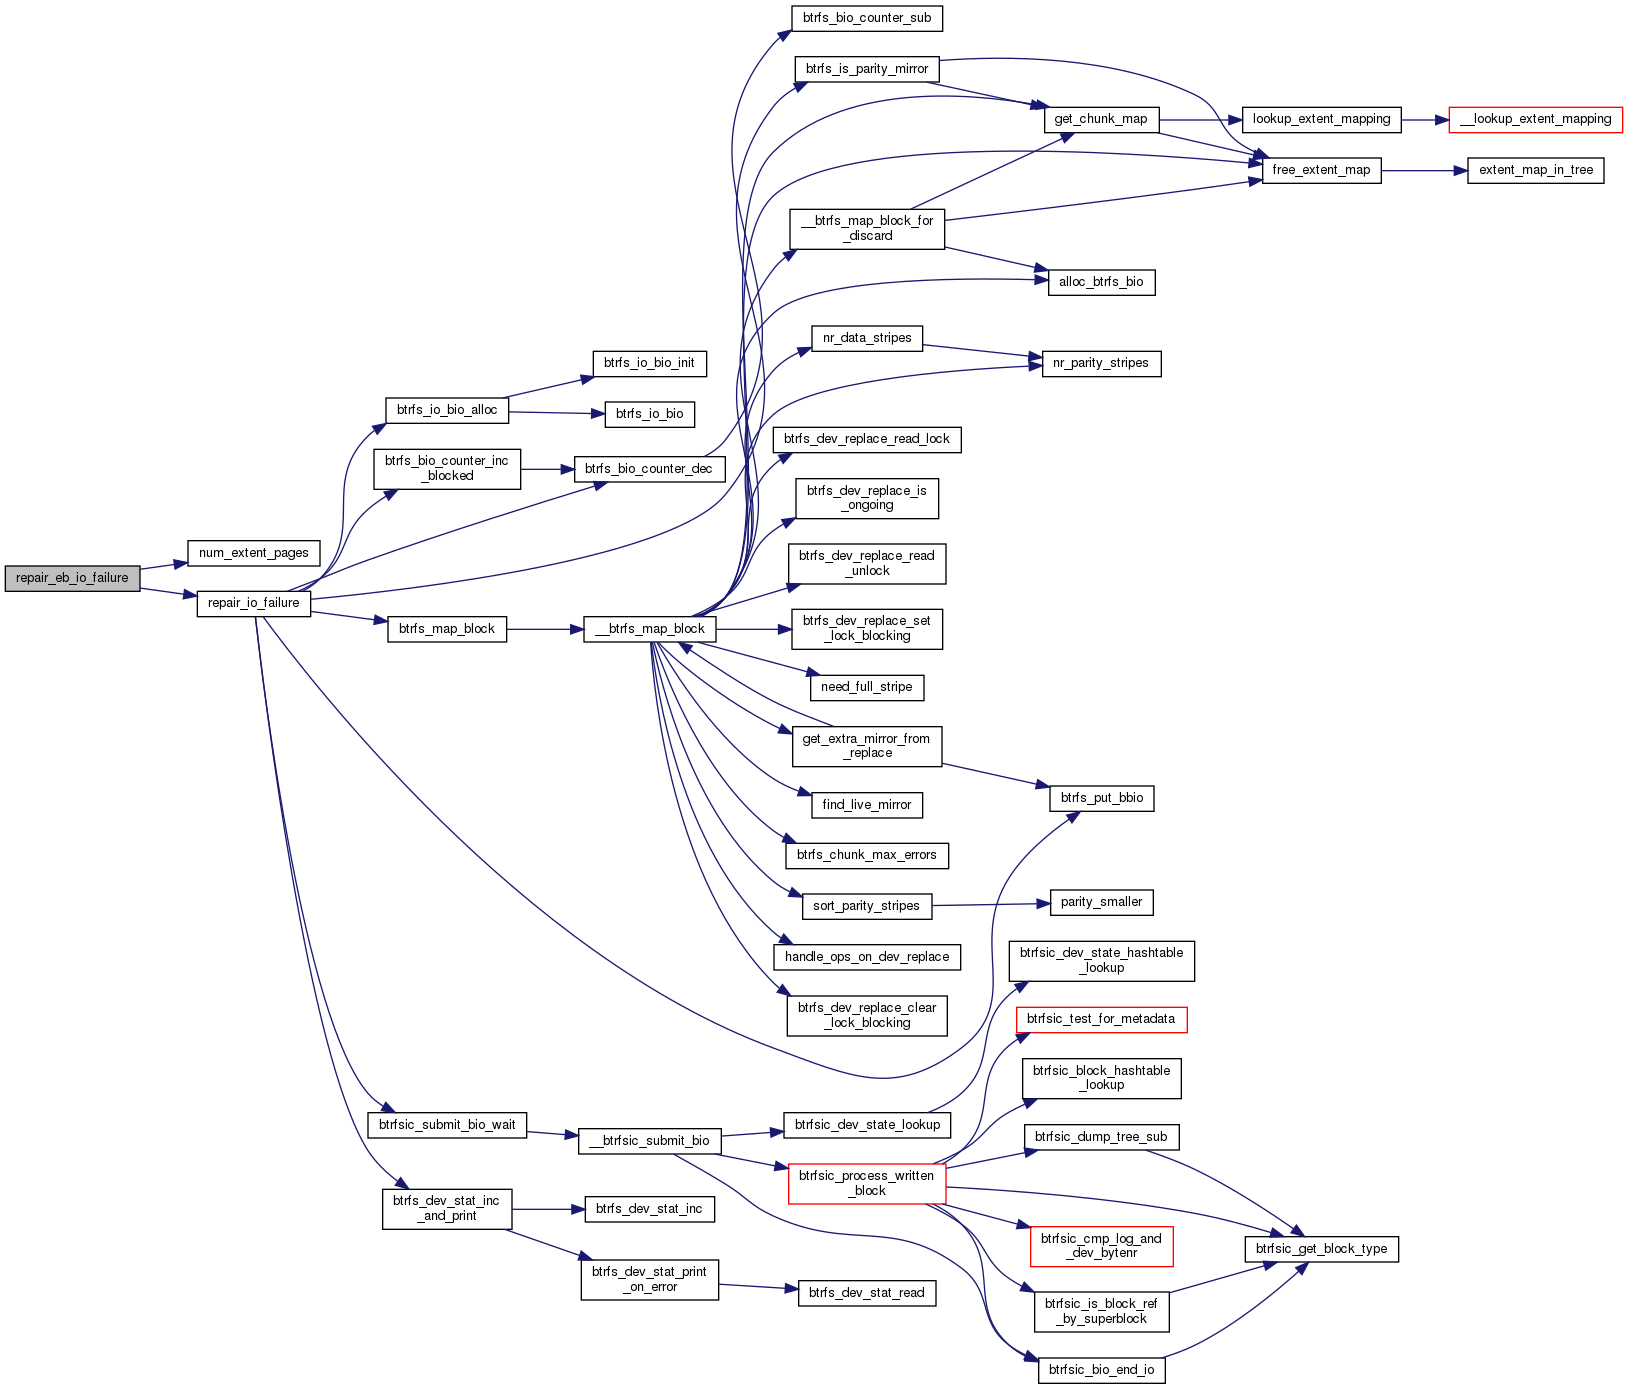 repair_eb_io_failure
num_extent_pages
repair_io_failure
btrfs_io_bio_alloc
btrfs_bio_counter_inc
_blocked
btrfs_map_block
btrfsic_submit_bio_wait
btrfs_dev_stat_inc
_and_print
btrfs_io_bio_init
btrfs_io_bio
btrfs_bio_counter_dec
__btrfs_map_block
__btrfsic_submit_bio
btrfs_dev_stat_inc
btrfs_dev_stat_print
_on_error
btrfs_bio_counter_sub
btrfs_is_parity_mirror
__btrfs_map_block_for
_discard
nr_data_stripes
btrfs_dev_replace_read_lock
btrfs_dev_replace_is
_ongoing
btrfs_dev_replace_read
_unlock
btrfs_dev_replace_set
_lock_blocking
need_full_stripe
get_extra_mirror_from
_replace
find_live_mirror
btrfs_chunk_max_errors
sort_parity_stripes
handle_ops_on_dev_replace
btrfs_dev_replace_clear
_lock_blocking
btrfsic_dev_state_lookup
btrfsic_process_written
_block
btrfs_dev_stat_read
get_chunk_map
alloc_btrfs_bio
nr_parity_stripes
btrfs_put_bbio
parity_smaller
btrfsic_dev_state_hashtable
_lookup
btrfsic_test_for_metadata
btrfsic_block_hashtable
_lookup
btrfsic_dump_tree_sub
btrfsic_cmp_log_and
_dev_bytenr
btrfsic_is_block_ref
_by_superblock
btrfsic_bio_end_io
lookup_extent_mapping
free_extent_map
btrfsic_get_block_type
__lookup_extent_mapping
extent_map_in_tree